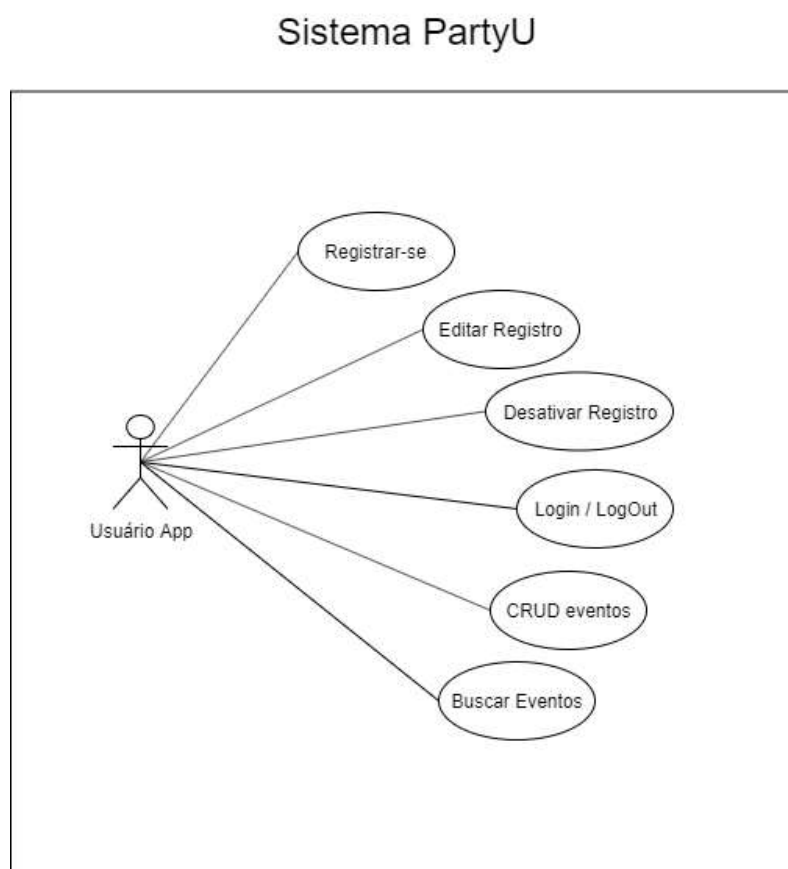 Sistema PartyU
Registrar-se
Editar Registro
Desativar Registro
Login / LogOut
Usuário App
CRUD eventos
Buscar Eventos